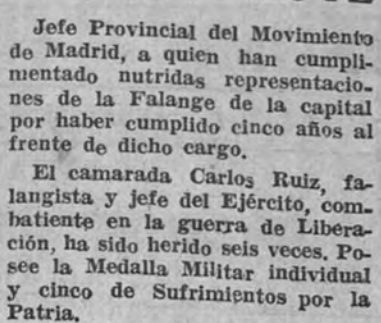 Jefe Provincial del Movimiento
de Madrid, a quien han cumpli-
mentado nutridas representacio-
nes de la Falange de la capital
por haber cumplido cinco años al
frente de dicho cargo.
El camarada Carlos Ruiz, fa-
langista y jefe del Ejército, com-
batiente en la guerra de Libera-
ción, ha sido herido seis veces. Po-
see la Medalla Militar individual
y cinco de Sufrimientos por la
Patria.